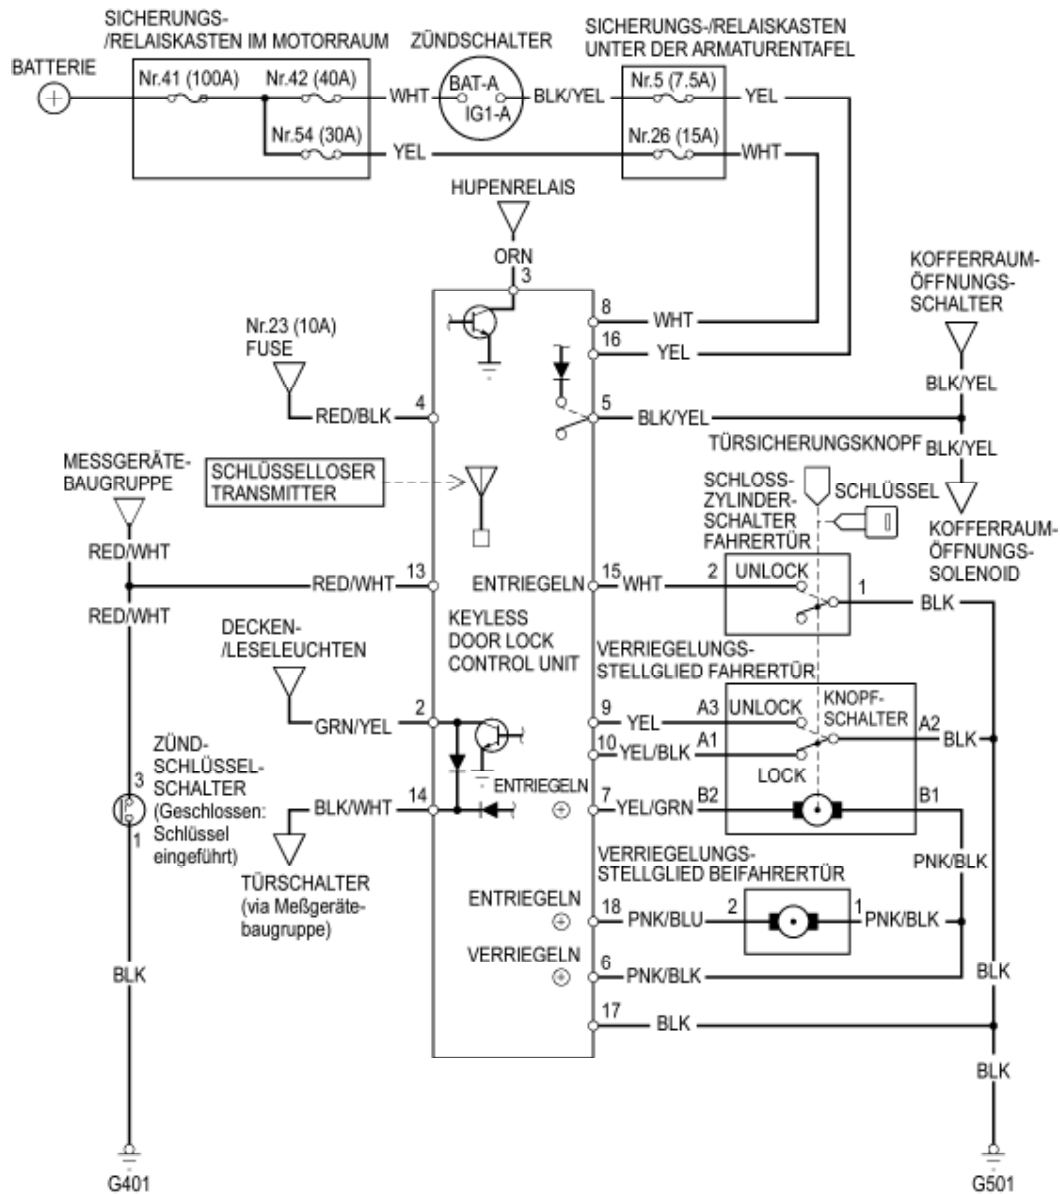 SICHERUNGS-
/RELAISKASTEN IM MOTORRAUM
ZÜNDSCHALTER
SICHERUNGS-/RELAISKASTEN
UNTER DER ARMATURENTAFEL
BATTERIE
Nr.41 (100A)
Nr.42 (40A)
WHT
BAT-A
IG1-A
BLK/YEL
Nr.5 (7.5A)
YEL
Nr.54 (30A)
YEL
Nr.26 (15A)
WHT
HUPENRELAIS
ORN
3
KOFFERRAUM-
ÖFFNUNGS-
SCHALTER
8
WHT
16
YEL
Nr.23 (10A)
FUSE
BLK/YEL
4
RED/BLK
5
BLK/YEL
TÜRSICHERUNGSKNOPF
BLK/YEL
MESSGERÄTE-
BAUGRUPPE
SCHLÜSSELLOSER
TRANSMITTER
SCHLOSS-
ZYLINDER-
SCHALTER
FAHRERTÜR
SCHLÜSSEL
KOFFERRAUM-
ÖFFNUNGS-
SOLENOID
RED/WHT
RED/WHT
13
ENTRIEGELN
15
WHT
2
UNLOCK
1
BLK
RED/WHT
DECKEN-
/LESELEUCHTEN
KEYLESS
DOOR LOCK
CONTROL UNIT
VERRIEGELUNGS-
STELLGLIED FAHRERTÜR
GRN/YEL
2
9
YEL
A3
UNLOCK
KNOPF-
SCHALTER
A2
BLK
10
YEL/BLK
A1
LOCK
3
ZÜND-
SCHLÜSSEL-
SCHALTER
(Geschlossen:
Schlüssel
eingeführt)
1
BLK/WHT
14
ENTRIEGELN
7
YEL/GRN
B2
B1
PNK/BLK
TÜRSCHALTER
(via Meßgeräte-
baugruppe)
VERRIEGELUNGS-
STELLGLIED BEIFAHRERTÜR
ENTRIEGELN
18
PNK/BLU
2
1
PNK/BLK
VERRIEGELN
6
PNK/BLK
BLK
BLK
17
BLK
BLK
G401
G501